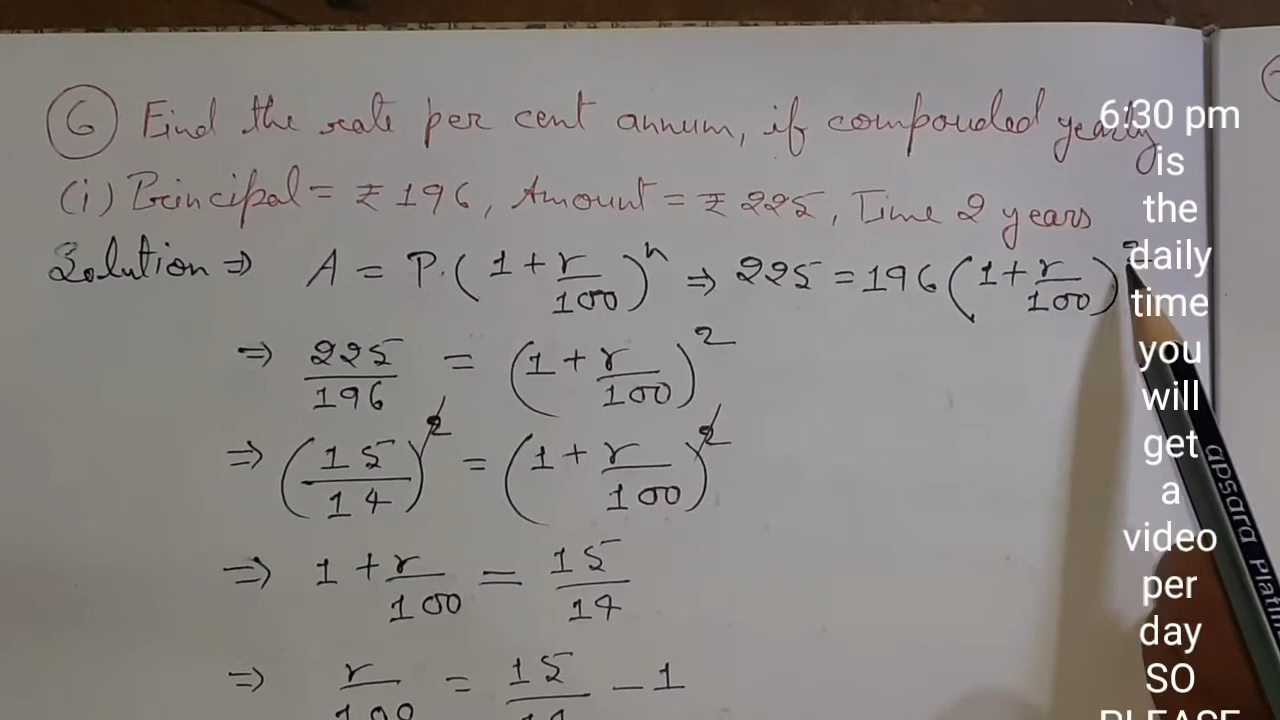 6 Find the rate per cent annum, if compouded yearly
(i) Principal = ₹ 196, Amount = ₹ 225, Time 2 years
Solution ⇒ A = P.(1 + r/100)^n ⇒ 225 = 196(1 + r/100)^2
⇒ 225/196 = (1 + r/100)^2
⇒ (15/14)^2 = (1 + r/100)^2
⇒ 1 + r/100 = 15/14
⇒ r/100 = 15/14 - 1
6:30 pm
is
the
daily
time
you
will
get
a
video
per
day
SO
PLEASE
apsara Plati